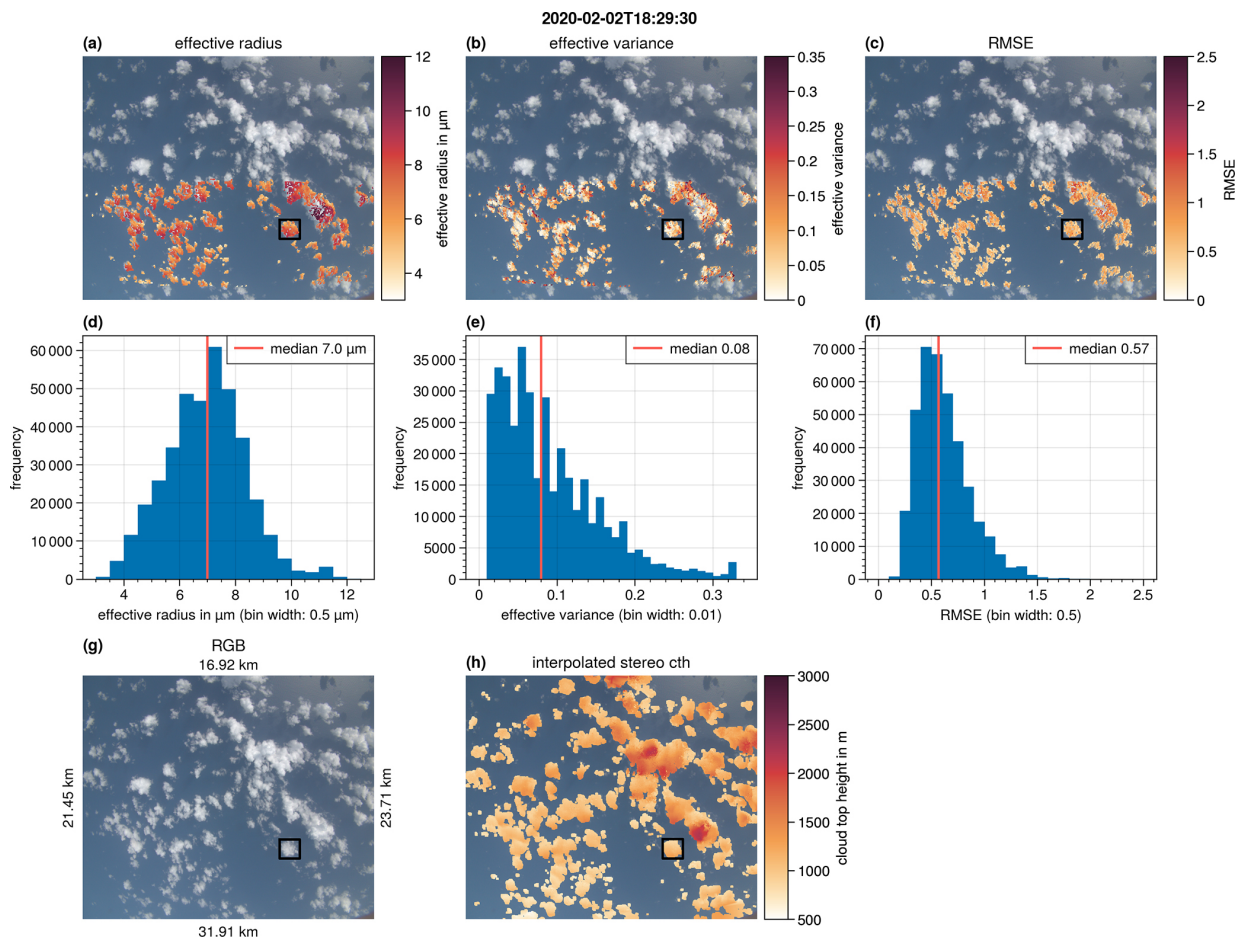 2020-02-02T18:29:30
(a) effective radius
12
10
8
6
4
effective radius in µm
(b) effective variance
0.35
0.30
0.25
0.20
0.15
0.10
0.05
0
effective variance
(c) RMSE
2.5
2
1.5
1
0.5
0
RMSE
(d)
median 7.0 µm
60 000
50 000
40 000
30 000
20 000
10 000
0
frequency
4 6 8 10 12
effective radius in µm (bin width: 0.5 µm)
(e)
median 0.08
35 000
30 000
25 000
20 000
15 000
10 000
5000
0
frequency
0 0.1 0.2 0.3
effective variance (bin width: 0.01)
(f)
median 0.57
70 000
60 000
50 000
40 000
30 000
20 000
10 000
0
frequency
0 0.5 1 1.5 2 2.5
RMSE (bin width: 0.5)
(g) RGB
16.92 km
21.45 km
23.71 km
31.91 km
(h) interpolated stereo cth
3000
2500
2000
1500
1000
500
cloud top height in m